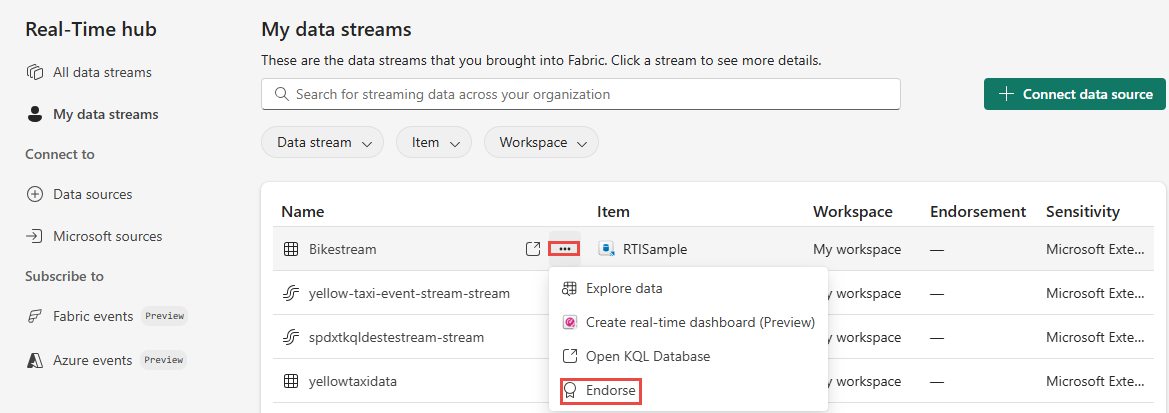 Real-Time hub
All data streams
My data streams
Connect to
Data sources
Microsoft sources
Subscribe to
Fabric events Preview
Azure events Preview
My data streams
These are the data streams that you brought into Fabric. Click a stream to see more details.
Search for streaming data across your organization
Connect data source
Data stream Item Workspace
Name Item Workspace Endorsement Sensitivity
Bikestream ••• RTISample My workspace — Microsoft Exte...
yellow-taxi-event-stream-stream y workspace — Microsoft Exte...
spdxtkqldestestream-stream y workspace — Microsoft Exte...
yellowtaxidata y workspace — Microsoft Exte...
Explore data
Create real-time dashboard (Preview)
Open KQL Database
Endorse